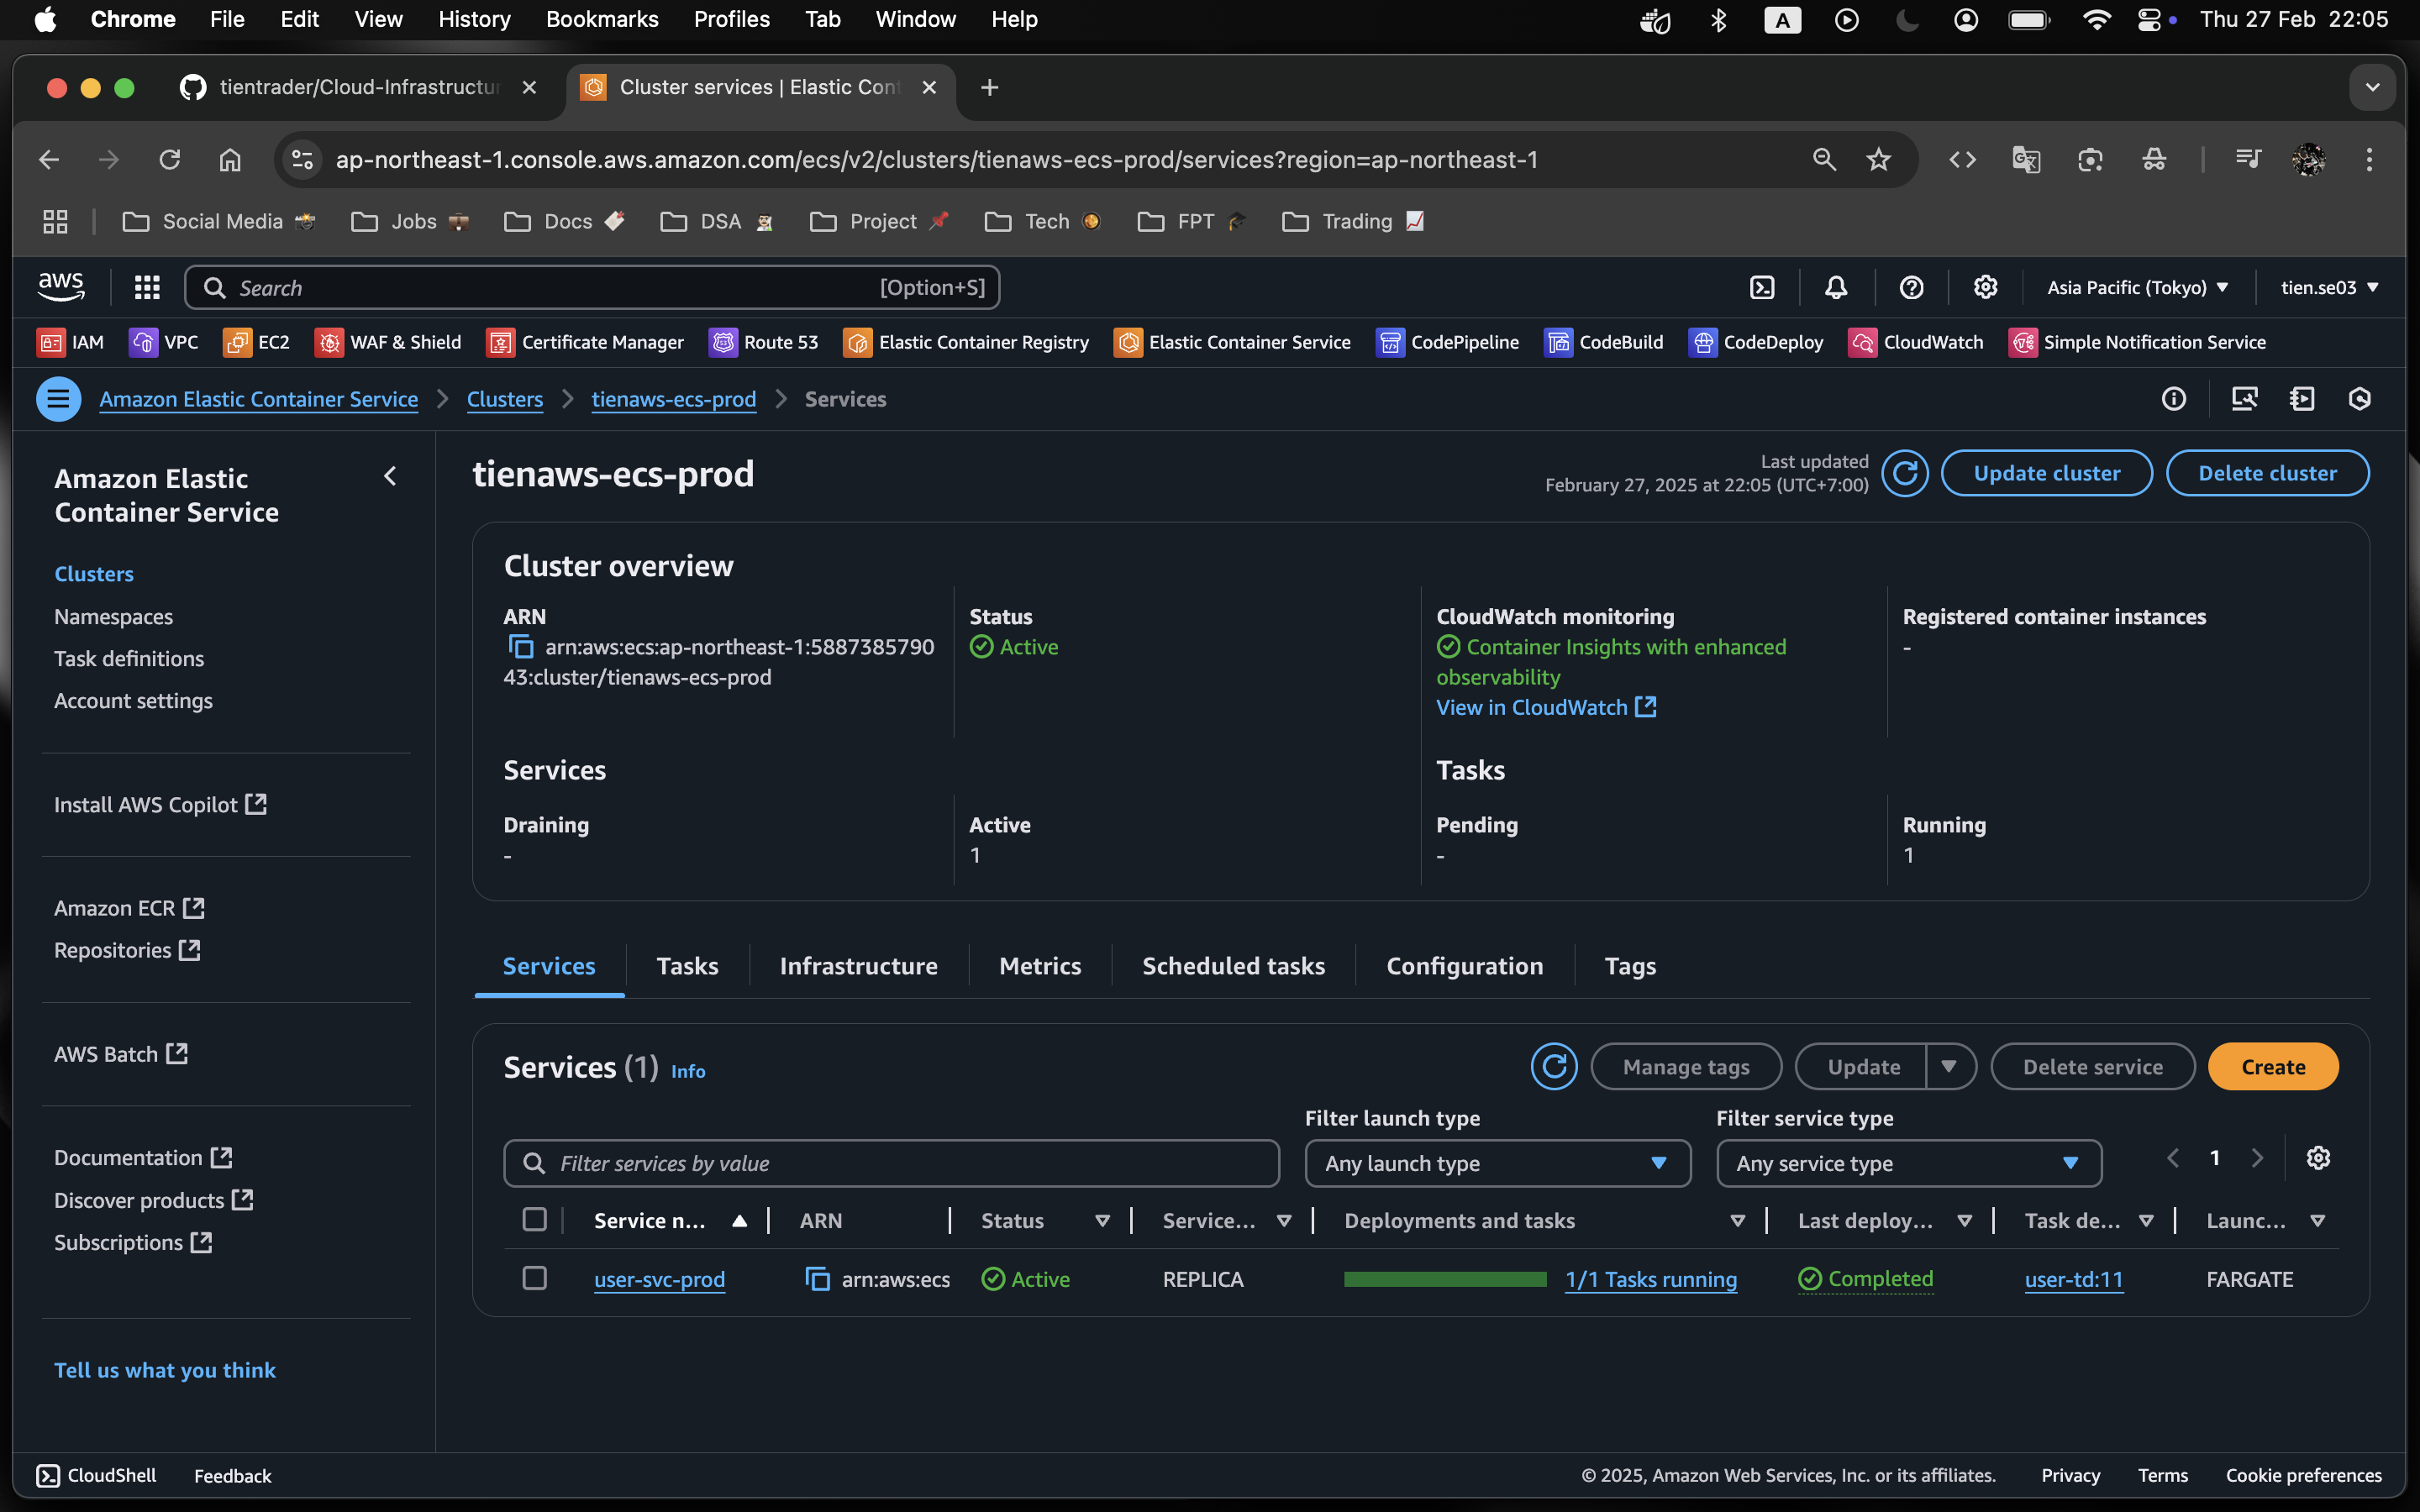 Chrome File Edit View History Bookmarks Profiles Tab Window Help A Thu 27 Feb 22:05
tientrader/Cloud-Infrastructur Cluster services | Elastic Cont
ap-northeast-1.console.aws.amazon.com/ecs/v2/clusters/tienaws-ecs-prod/services?region=ap-northeast-1
Social Media Jobs Docs DSA Project Tech FPT Trading
aws Search [Option+S] Asia Pacific (Tokyo) tien.se03
IAM VPC EC2 WAF & Shield Certificate Manager Route 53 Elastic Container Registry Elastic Container Service CodePipeline CodeBuild CodeDeploy CloudWatch Simple Notification Service
Amazon Elastic Container Service Clusters tienaws-ecs-prod Services
Amazon Elastic
Container Service
Clusters
Namespaces
Task definitions
Account settings
Install AWS Copilot
Amazon ECR
Repositories
AWS Batch
Documentation
Discover products
Subscriptions
Tell us what you think
tienaws-ecs-prod
Last updated
February 27, 2025 at 22:05 (UTC+7:00)
Update cluster Delete cluster
Cluster overview
ARN
arn:aws:ecs:ap-northeast-1:5887385790
43:cluster/tienaws-ecs-prod
Status
Active
CloudWatch monitoring
Container Insights with enhanced
observability
View in CloudWatch
Registered container instances
-
Services
Draining
-
Active
1
Tasks
Pending
-
Running
1
Services Tasks Infrastructure Metrics Scheduled tasks Configuration Tags
Services (1) Info
Manage tags Update Delete service Create
Filter launch type Filter service type
Filter services by value Any launch type Any service type 1
Service n... ARN Status Service... Deployments and tasks Last deploy... Task de... Launc...
user-svc-prod arn:aws:ecs Active REPLICA 1/1 Tasks running Completed user-td:11 FARGATE
CloudShell Feedback © 2025, Amazon Web Services, Inc. or its affiliates. Privacy Terms Cookie preferences